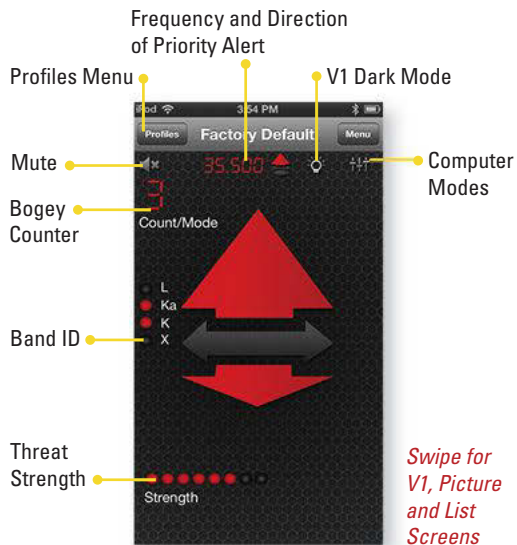 Frequency and Direction
of Priority Alert
Profiles Menu
V1 Dark Mode
iPod
3:54 PM
Profiles
Factory Default
Menu
Mute
35.500
Computer
Modes
Bogey
Counter
3
Count/Mode
L
Ka
K
X
Band ID
Threat
Strength
Strength
Swipe for
V1, Picture
and List
Screens